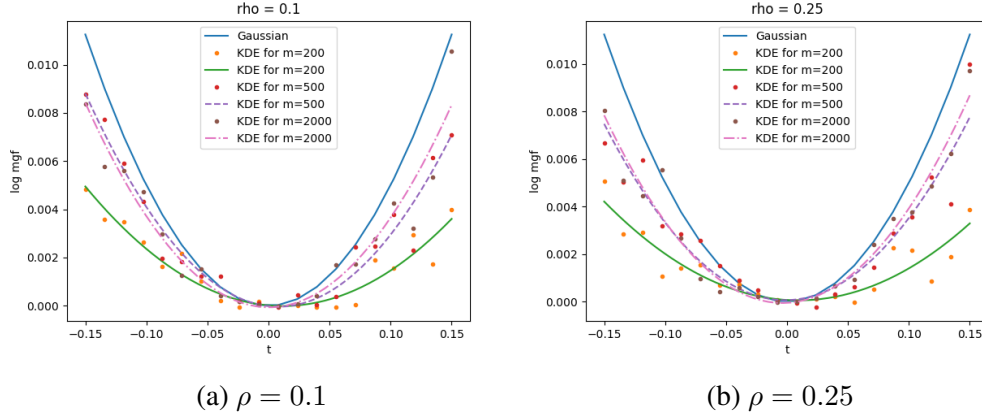 rho = 0.1
0.010
0.008
0.006
0.004
0.002
0.000
log mgf
Gaussian
KDE for m=200
KDE for m=200
KDE for m=500
KDE for m=500
KDE for m=2000
KDE for m=2000
−0.15 −0.10 −0.05 0.00 0.05 0.10 0.15
t
(a) ρ = 0.1
rho = 0.25
0.010
0.008
0.006
0.004
0.002
0.000
log mgf
Gaussian
KDE for m=200
KDE for m=200
KDE for m=500
KDE for m=500
KDE for m=2000
KDE for m=2000
−0.15 −0.10 −0.05 0.00 0.05 0.10 0.15
t
(b) ρ = 0.25